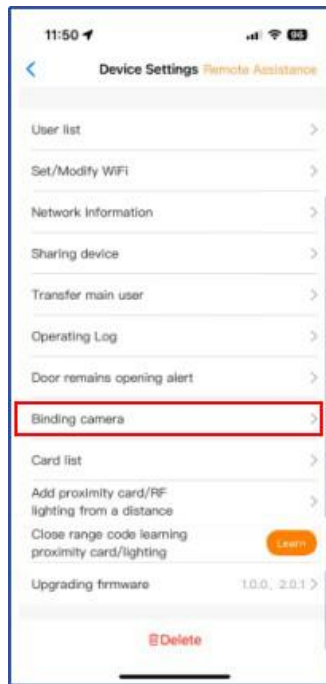 11:50
96
Device Settings Remote Assistance
User list
Set/Modify WiFi
Network Information
Sharing device
Transfer main user
Operating Log
Door remains opening alert
Binding camera
Card list
Add proximity card/RF
lighting from a distance
Close range code learning
proximity card/lighting
Learn
Upgrading firmware 1.0.0, 2.0.1
Delete